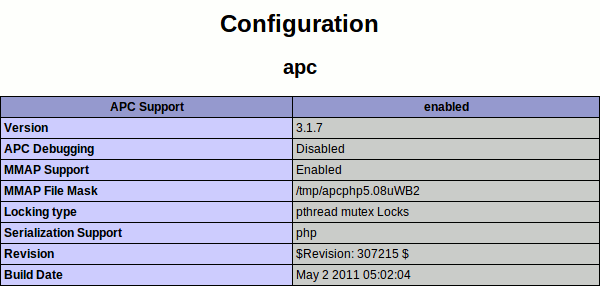 Configuration
apc
APC Support enabled
Version 3.1.7
APC Debugging Disabled
MMAP Support Enabled
MMAP File Mask /tmp/apcphp5.08uWB2
Locking type pthread mutex Locks
Serialization Support php
Revision $Revision: 307215 $
Build Date May 2 2011 05:02:04